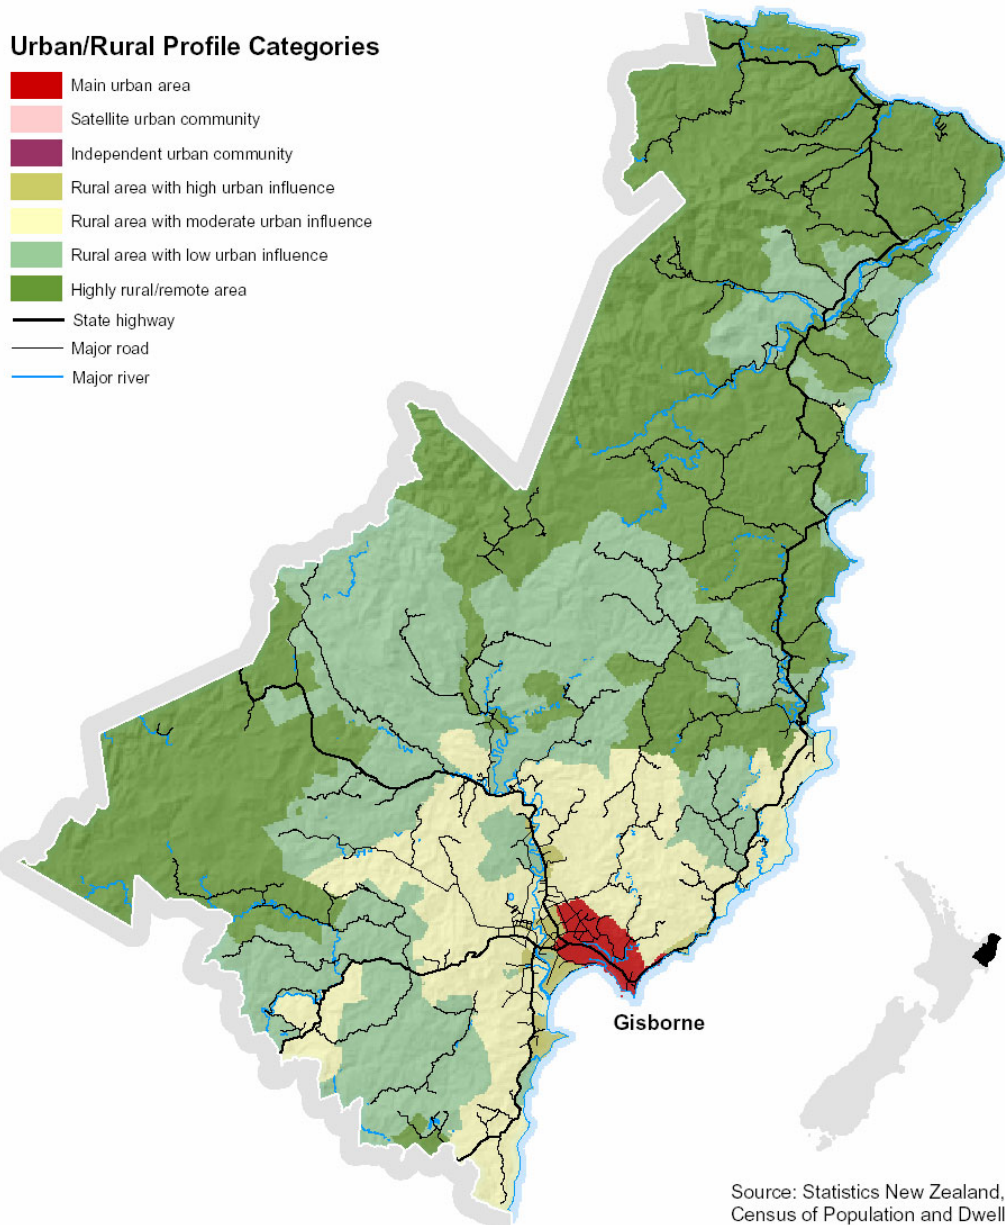 Urban/Rural Profile Categories
Main urban area
Satellite urban community
Independent urban community
Rural area with high urban influence
Rural area with moderate urban influence
Rural area with low urban influence
Highly rural/remote area
State highway
Major road
Major river
Gisborne
Source: Statistics New Zealand,
Census of Population and Dwell